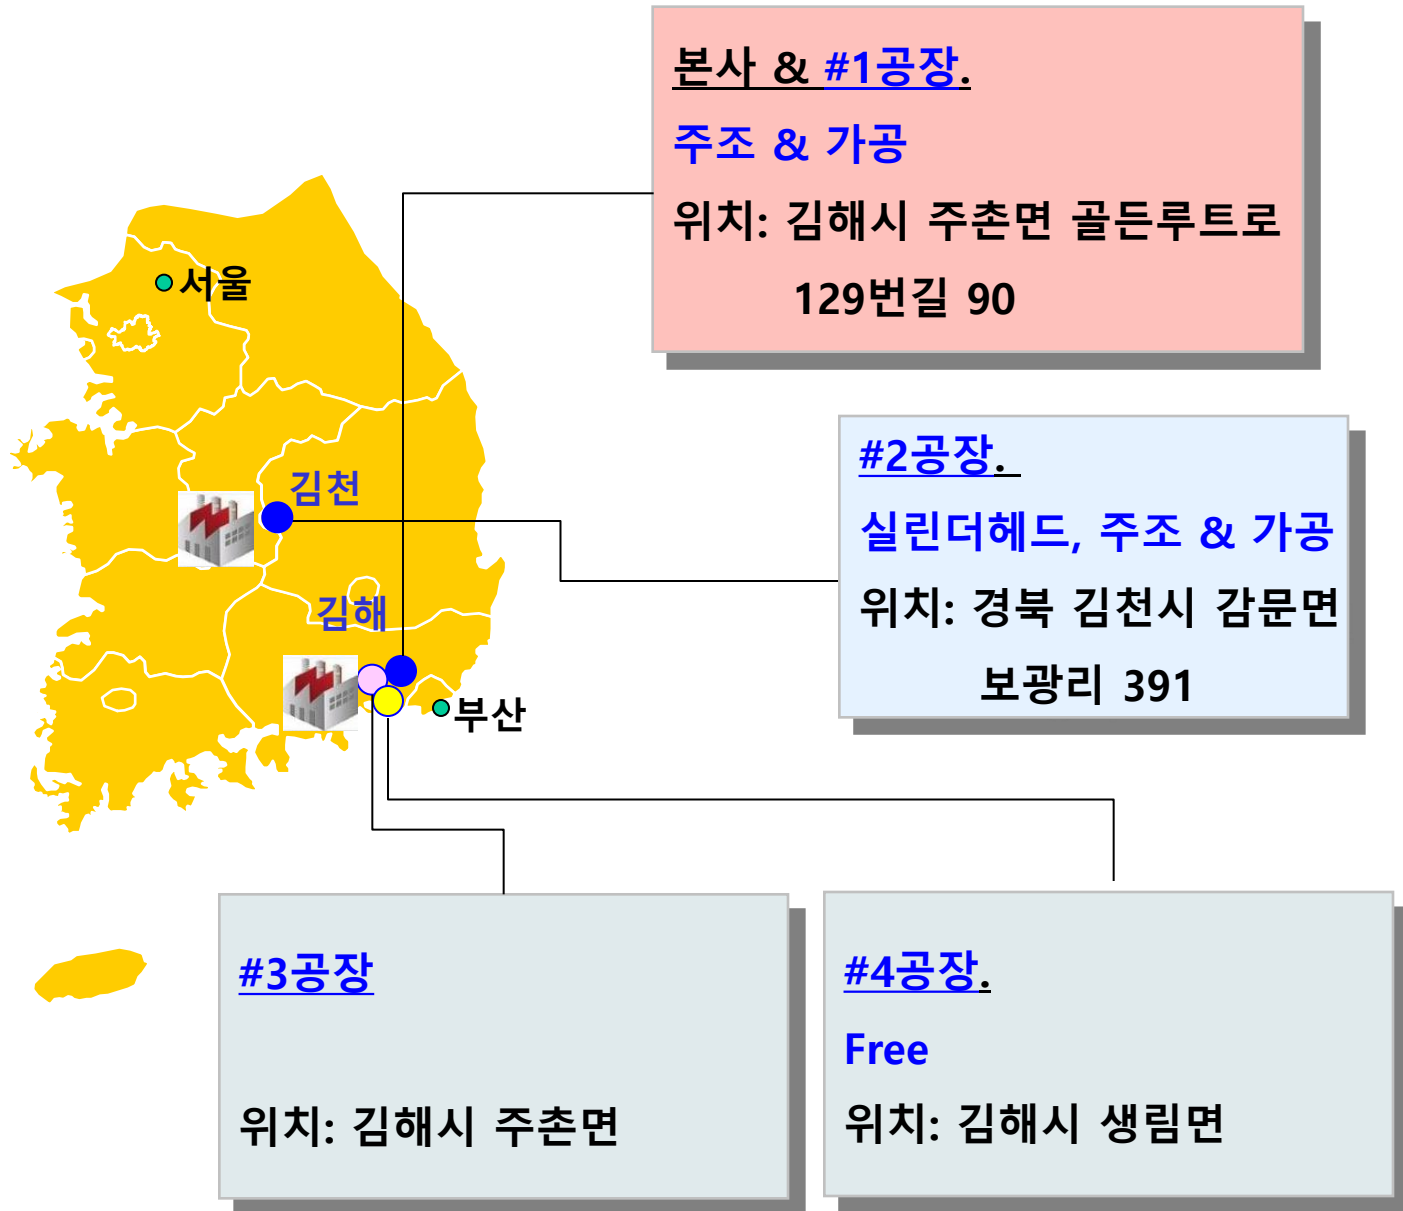 본사 & #1공장.
주조 & 가공
위치: 김해시 주촌면 골든루트로
129번길 90
서울
#2공장.
실린더헤드, 주조 & 가공
위치: 경북 김천시 감문면
보광리 391
김천
김해
부산
#3공장
위치: 김해시 주촌면
#4공장.
Free
위치: 김해시 생림면